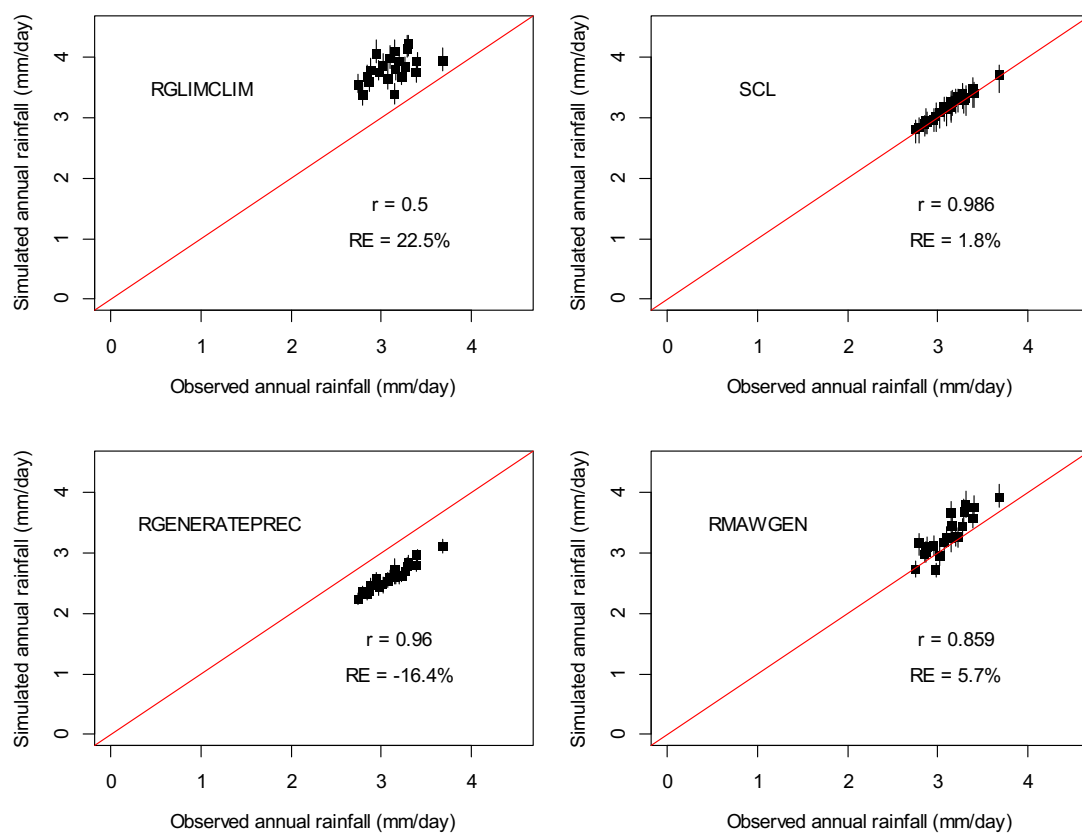 Simulated annual rainfall (mm/day)
4
3
2
1
0
RGLIMCLIM
r = 0.5
RE = 22.5%
0 1 2 3 4
Observed annual rainfall (mm/day)
Simulated annual rainfall (mm/day)
4
3
2
1
0
SCL
r = 0.986
RE = 1.8%
0 1 2 3 4
Observed annual rainfall (mm/day)
Simulated annual rainfall (mm/day)
4
3
2
1
0
RGENERATEPREC
r = 0.96
RE = -16.4%
0 1 2 3 4
Observed annual rainfall (mm/day)
Simulated annual rainfall (mm/day)
4
3
2
1
0
RMAWGEN
r = 0.859
RE = 5.7%
0 1 2 3 4
Observed annual rainfall (mm/day)